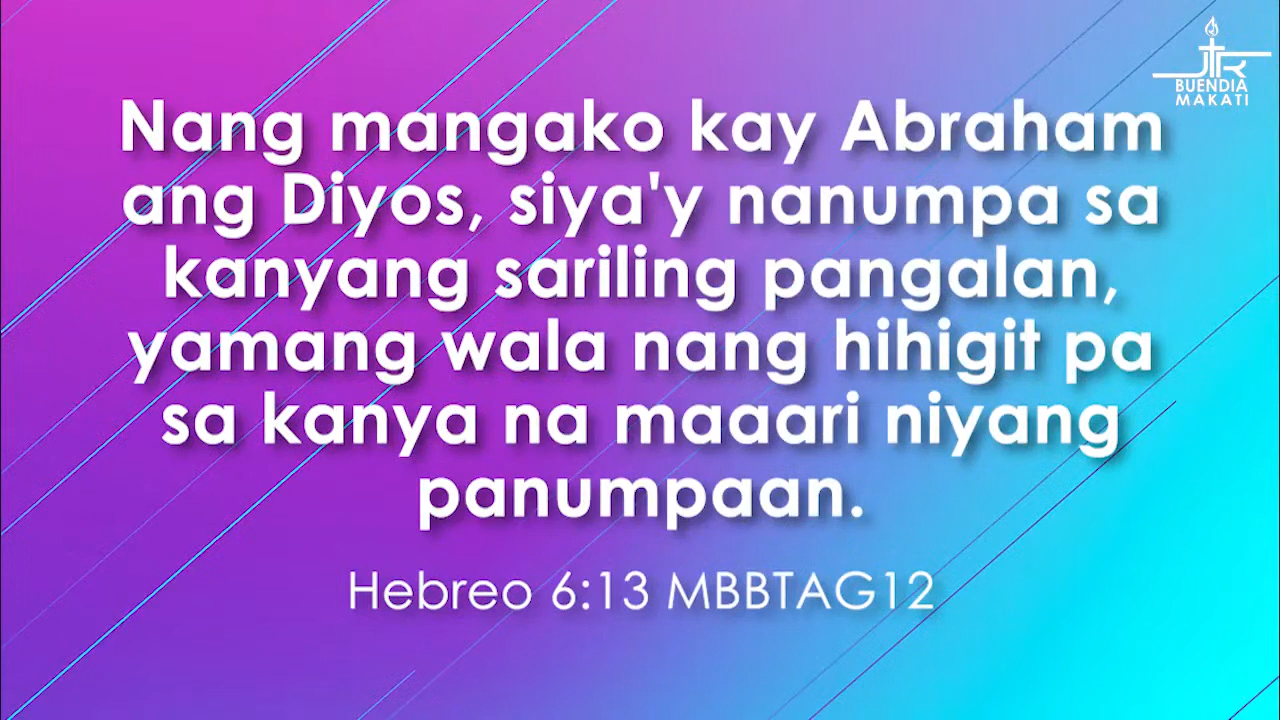 JTR
BUENDIA
MAKATI
Nang mangako kay Abraham
ang Diyos, siya'y nanumpa sa
kanyang sariling pangalan,
yamang wala nang hihigit pa
sa kanya na maaari niyang
panumpaan.
Hebreo 6:13 MBBTAG12